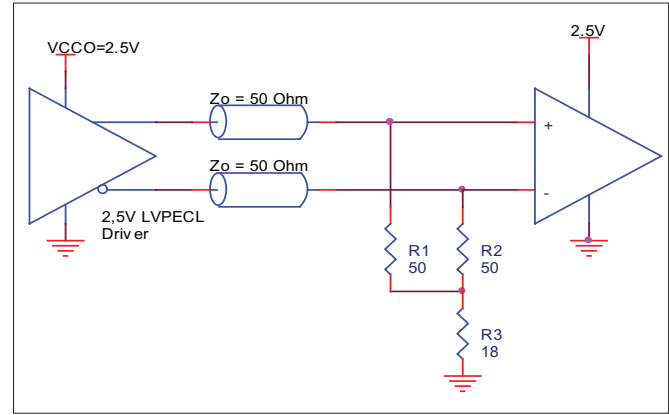 VCCO=2.5V
2.5V
Zo = 50 Ohm
+
Zo = 50 Ohm
-
2,5V LVPECL
Driver
R1
50
R2
50
R3
18